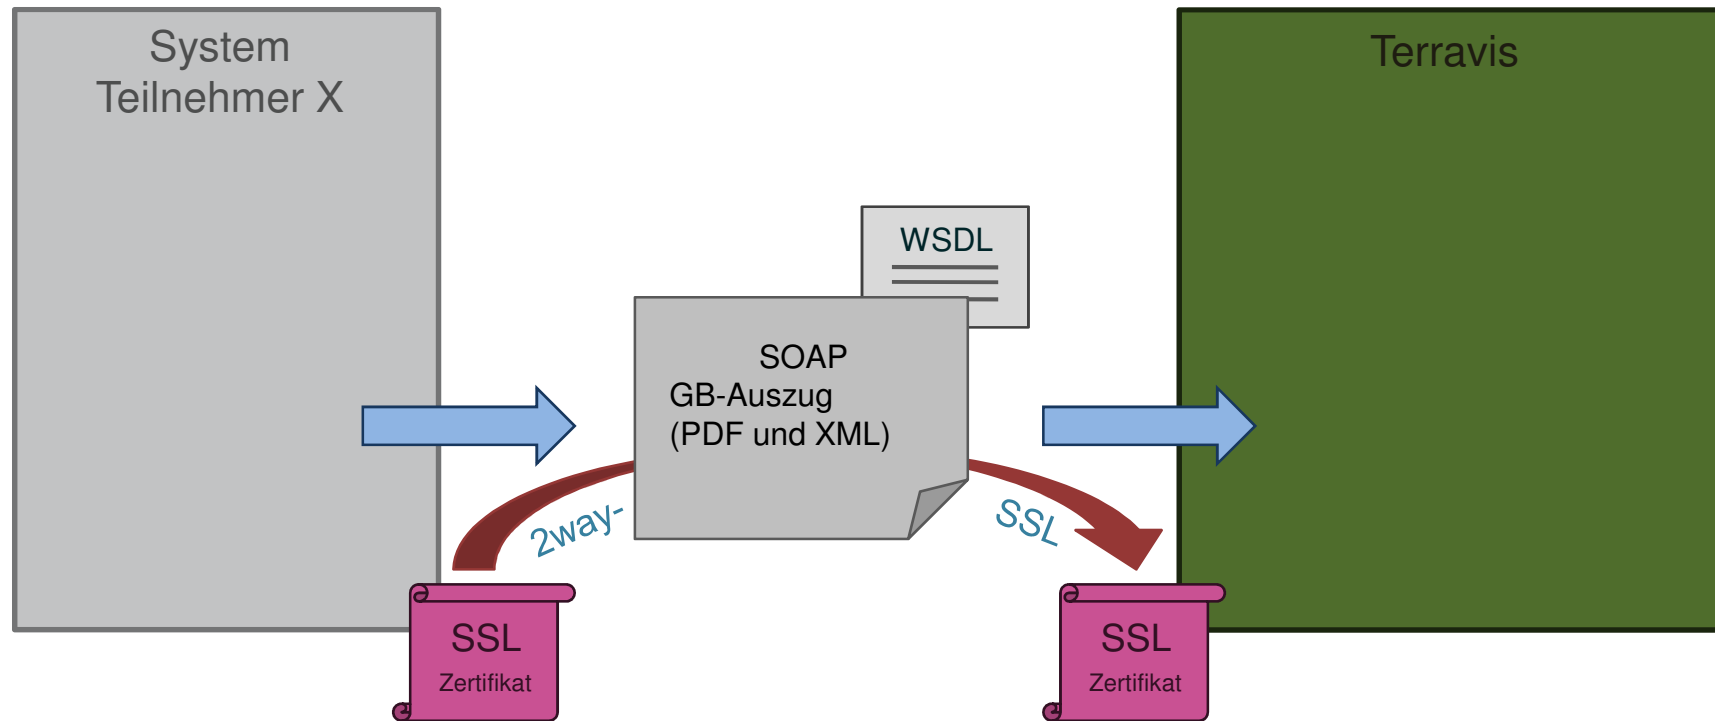 System
Teilnehmer X
Terravis
WSDL
SOAP
GB-Auszug
(PDF und XML)
2way-
SSL
SSL
Zertifikat
SSL
Zertifikat